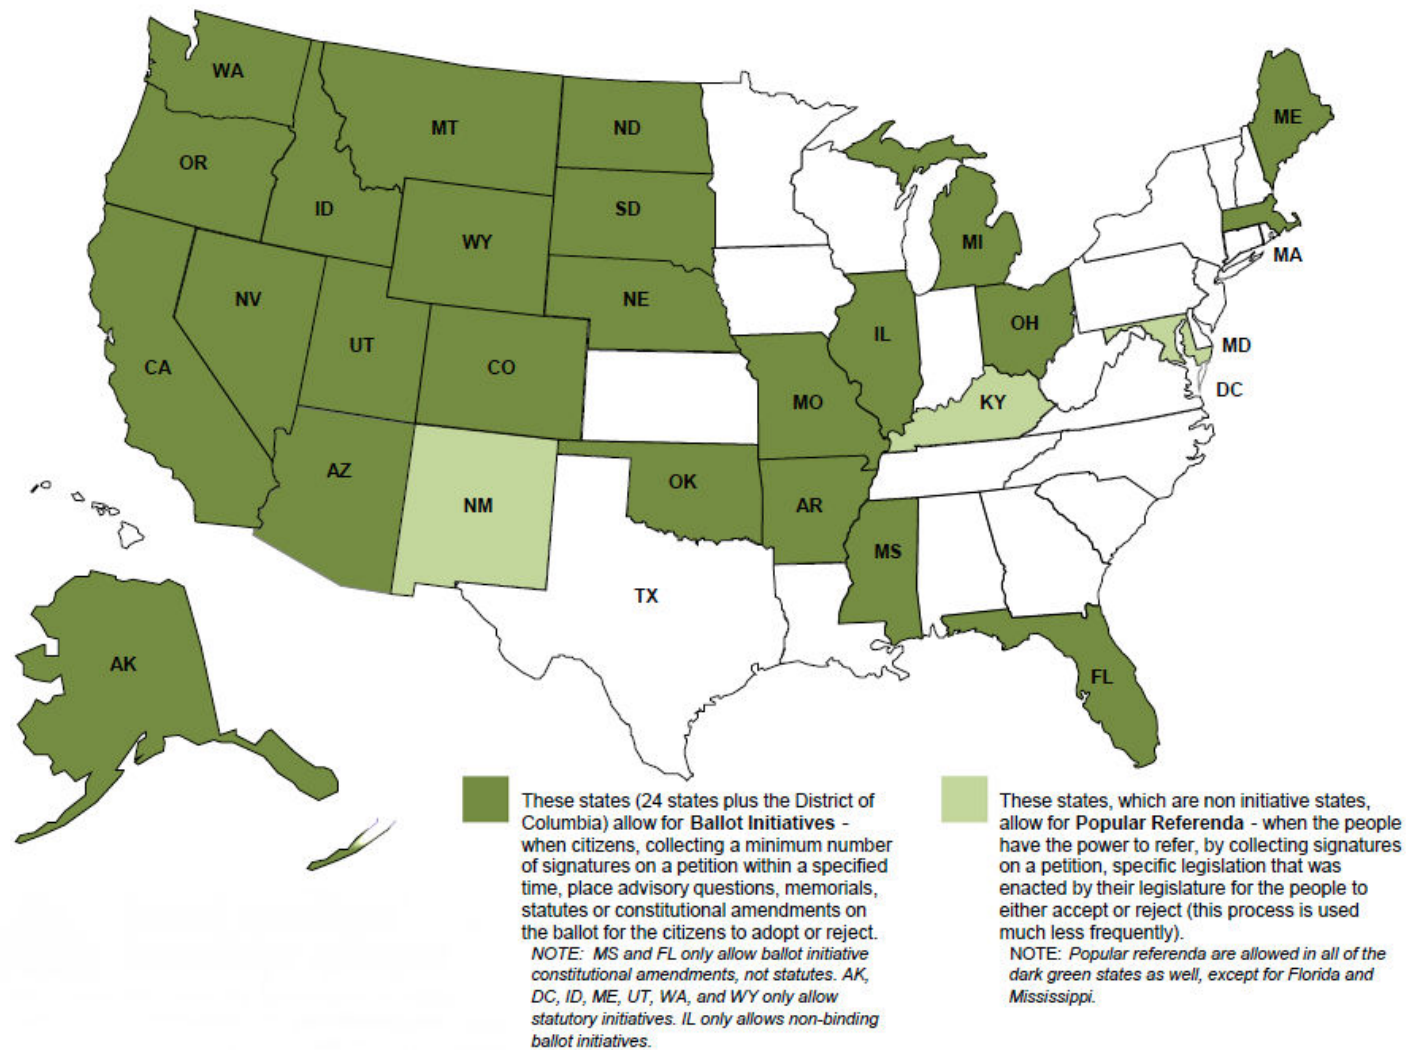 WA
MT
ND
ME
OR
ID
SD
WY
MI
MA
NV
NE
OH
IL
UT
MD
CA
CO
DC
MO
KY
AZ
OK
NM
AR
MS
TX
AK
FL
These states (24 states plus the District of
Columbia) allow for Ballot Initiatives -
when citizens, collecting a minimum number
of signatures on a petition within a specified
time, place advisory questions, memorials,
statutes or constitutional amendments on
the ballot for the citizens to adopt or reject.
NOTE: MS and FL only allow ballot initiative
constitutional amendments, not statutes. AK,
DC, ID, ME, UT, WA, and WY only allow
statutory initiatives. IL only allows non-binding
ballot initiatives.
These states, which are non initiative states,
allow for Popular Referenda - when the people
have the power to refer, by collecting signatures
on a petition, specific legislation that was
enacted by their legislature for the people to
either accept or reject (this process is used
much less frequently).
NOTE: Popular referenda are allowed in all of the
dark green states as well, except for Florida and
Mississippi.